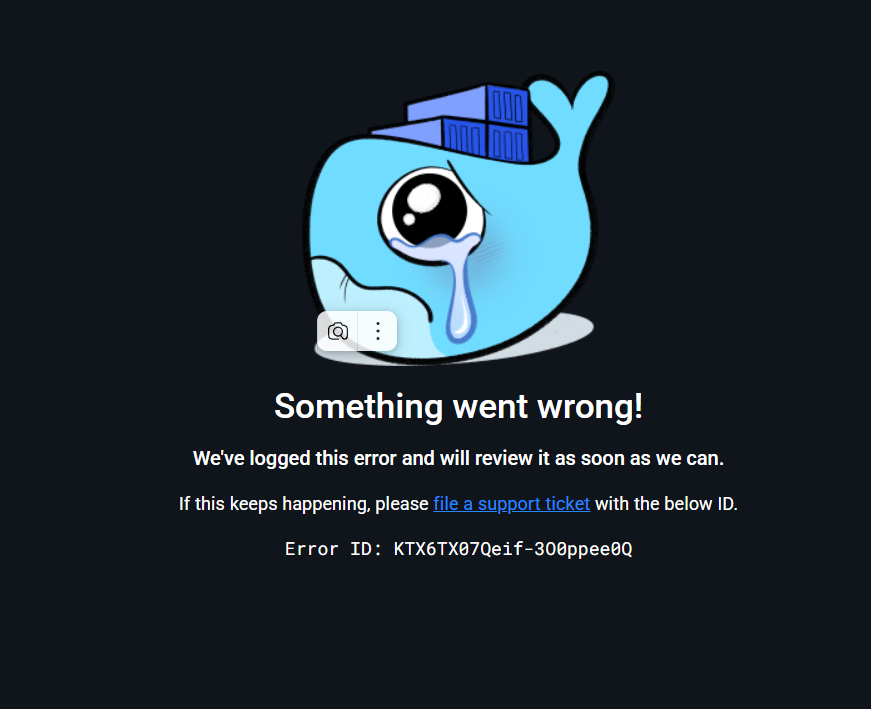 Something went wrong!
We've logged this error and will review it as soon as we can.
If this keeps happening, please file a support ticket with the below ID.
Error ID: KTX6TX07Qeif-3O0ppee0Q